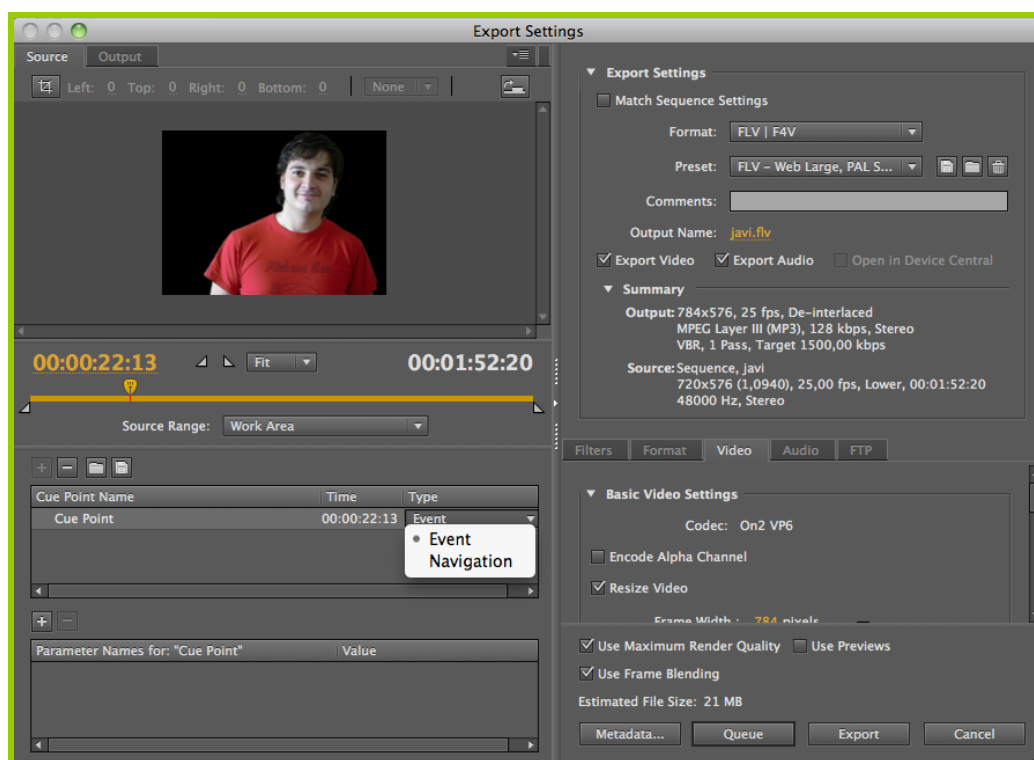 Export Settings
Source Output
Left: 0 Top: 0 Right: 0 Bottom: 0 None
00:00:22:13 Fit 00:01:52:20
Source Range: Work Area
Cue Point Name Time Type
Cue Point 00:00:22:13 Event
Event
Navigation
Parameter Names for: "Cue Point" Value
Export Settings
Match Sequence Settings
Format: FLV | F4V
Preset: FLV – Web Large, PAL S...
Comments:
Output Name: javi.flv
Export Video Export Audio Open in Device Central
Summary
Output: 784x576, 25 fps, De-interlaced
MPEG Layer III (MP3), 128 kbps, Stereo
VBR, 1 Pass, Target 1500,00 kbps
Source: Sequence, javi
720x576 (1,0940), 25,00 fps, Lower, 00:01:52:20
48000 Hz, Stereo
Filters Format Video Audio FTP
Basic Video Settings
Codec: On2 VP6
Encode Alpha Channel
Resize Video
Frame Width : 784 pixels
Use Maximum Render Quality Use Previews
Use Frame Blending
Estimated File Size: 21 MB
Metadata... Queue Export Cancel